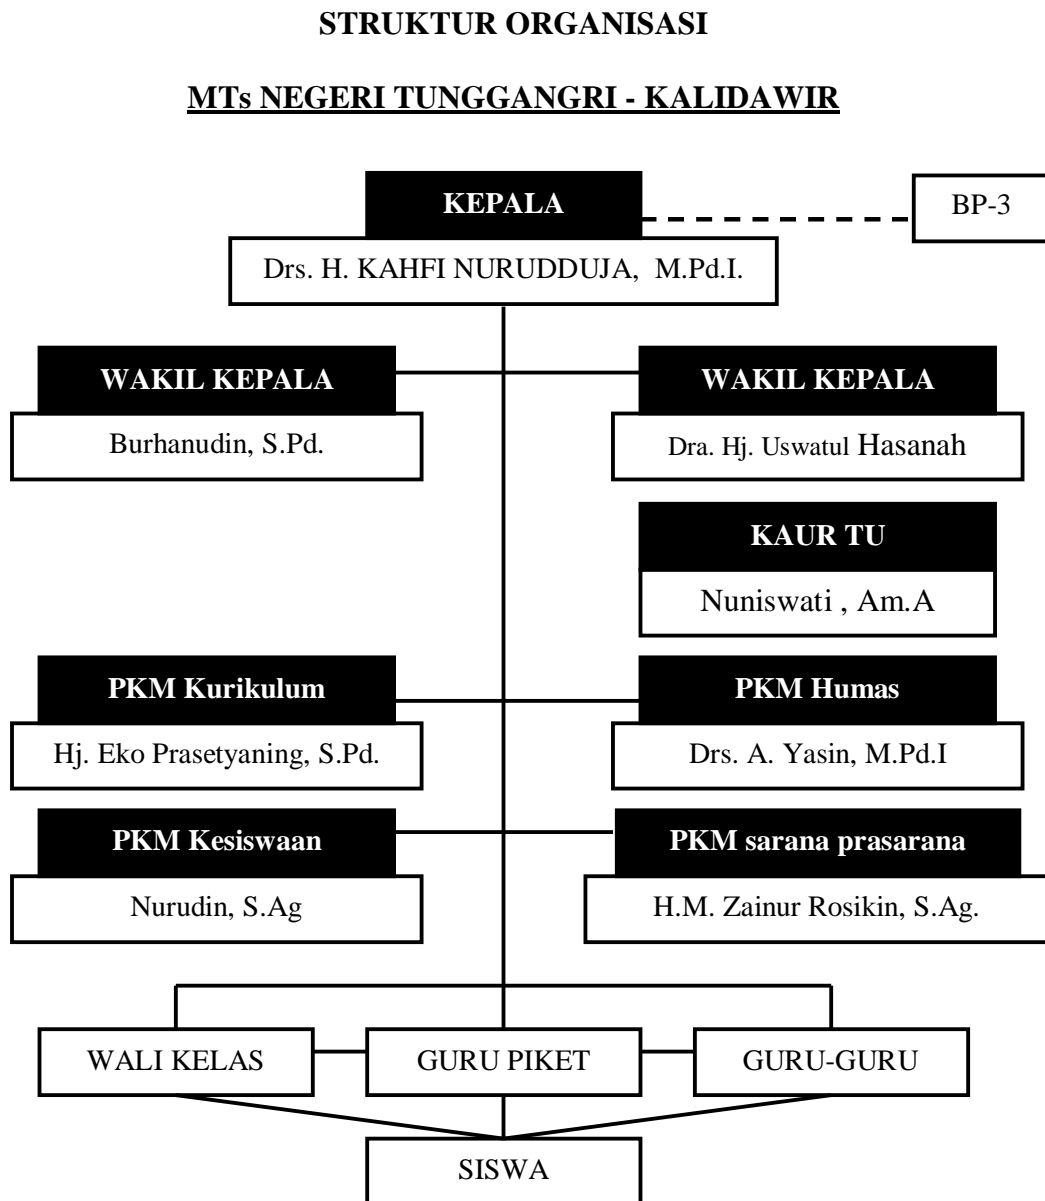 STRUKTUR ORGANISASI
MTs NEGERI TUNGGANGRI - KALIDAWIR
KEPALA
BP-3
Drs. H. KAHFI NURUDDUJA, M.Pd.I.
WAKIL KEPALA
Burhanudin, S.Pd.
WAKIL KEPALA
Dra. Hj. Uswatul Hasanah
KAUR TU
Nuniswati , Am.A
PKM Kurikulum
Hj. Eko Prasetyaning, S.Pd.
PKM Humas
Drs. A. Yasin, M.Pd.I
PKM Kesiswaan
Nurudin, S.Ag
PKM sarana prasarana
H.M. Zainur Rosikin, S.Ag.
WALI KELAS
GURU PIKET
GURU-GURU
SISWA